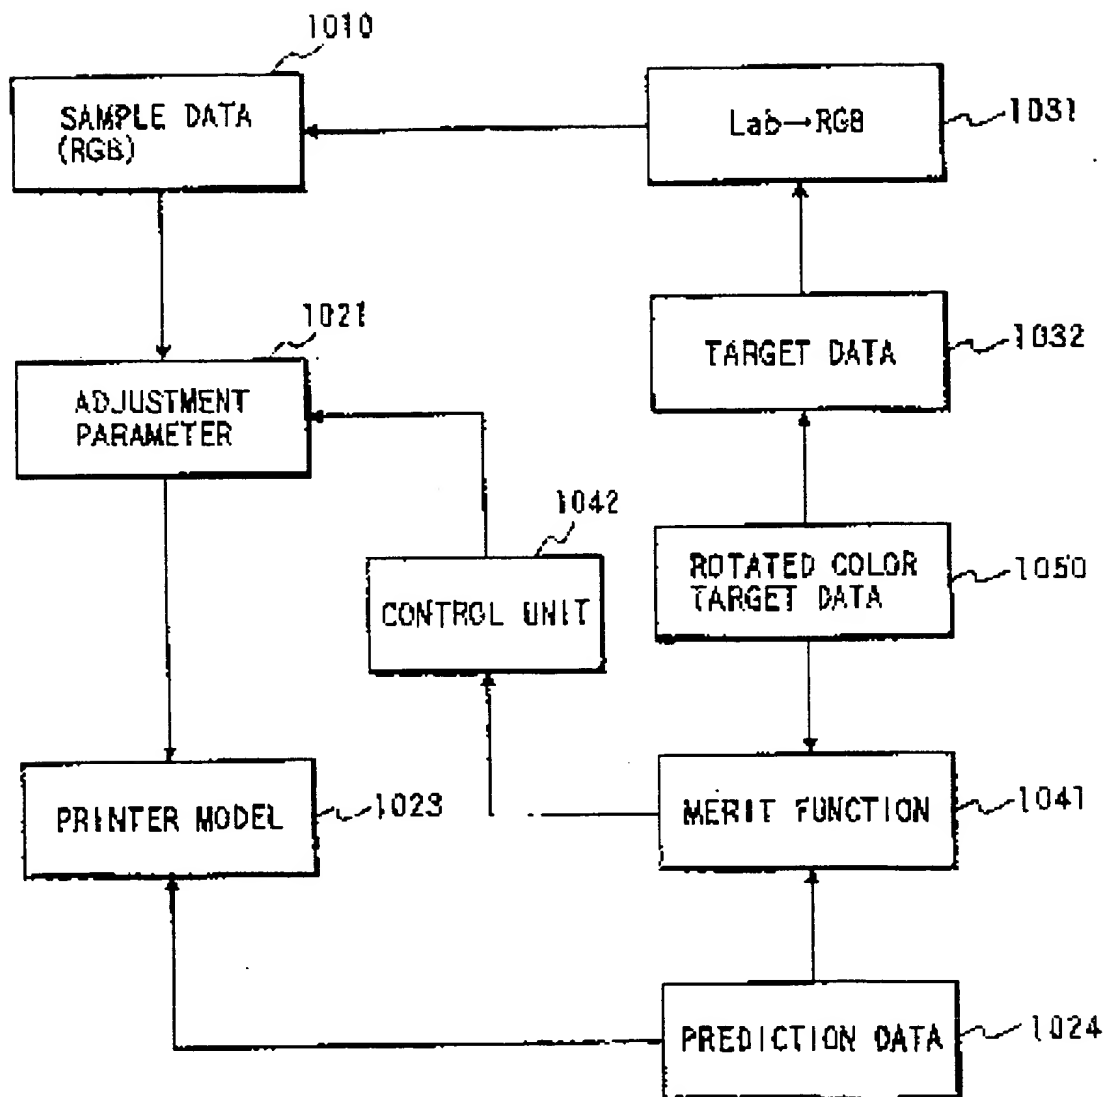 1010
SAMPLE DATA
(RGB)
Lab→RGB
1031
1021
ADJUSTMENT
PARAMETER
TARGET DATA
1032
1042
CONTROL UNIT
ROTATED COLOR
TARGET DATA
1050
PRINTER MODEL
1023
MERIT FUNCTION
1041
PREDICTION DATA
1024